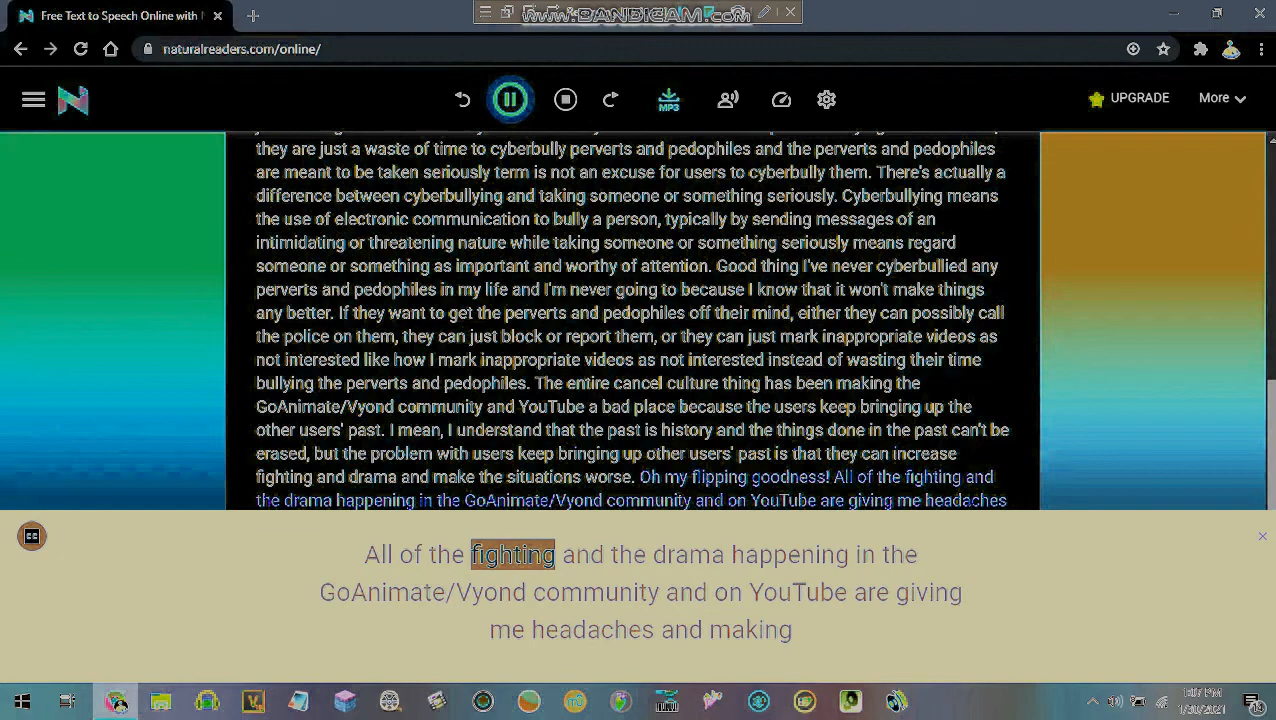 Free Text to Speech Online with N
www.BANDICAM.com
naturalreaders.com/online/
MP3
UPGRADE
More
they are just a waste of time to cyberbully perverts and pedophiles and the perverts and pedophiles
are meant to be taken seriously term is not an excuse for users to cyberbully them. There's actually a
difference between cyberbullying and taking someone or something seriously. Cyberbullying means
the use of electronic communication to bully a person, typically by sending messages of an
intimidating or threatening nature while taking someone or something seriously means regard
someone or something as important and worthy of attention. Good thing I've never cyberbullied any
perverts and pedophiles in my life and I'm never going to because I know that it won't make things
any better. If they want to get the perverts and pedophiles off their mind, either they can possibly call
the police on them, they can just block or report them, or they can just mark inappropriate videos as
not interested like how I mark inappropriate videos as not interested instead of wasting their time
bullying the perverts and pedophiles. The entire cancel culture thing has been making the
GoAnimate/Vyond community and YouTube a bad place because the users keep bringing up the
other users' past. I mean, I understand that the past is history and the things done in the past can't be
erased, but the problem with users keep bringing up other users' past is that they can increase
fighting and drama and make the situations worse. Oh my flipping goodness! All of the fighting and
the drama happening in the GoAnimate/Vyond community and on YouTube are giving me headaches
CC
All of the fighting and the drama happening in the
GoAnimate/Vyond community and on YouTube are giving
me headaches and making